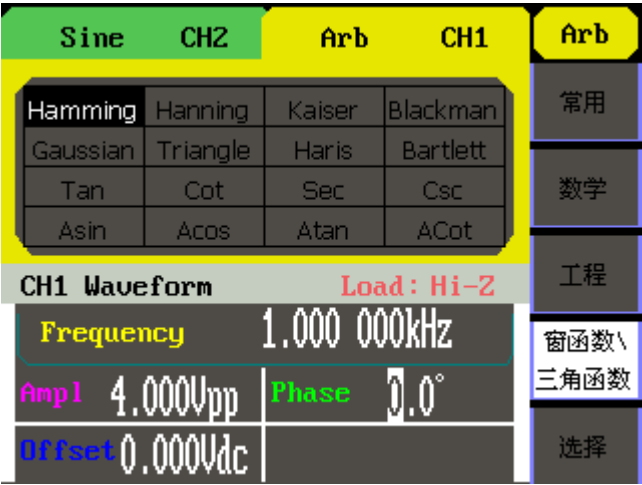 Sine CH2 Arb CH1 Arb
Hamming Hanning Kaiser Blackman
Gaussian Triangle Haris Bartlett
Tan Cot Sec Csc
Asin Acos Atan ACot
CH1 Waveform Load: Hi-Z
Frequency 1.000 000kHz
Ampl 4.000Vpp Phase 0.0°
Offset 0.000Vdc
常用
数学
工程
窗函数\
三角函数
选择